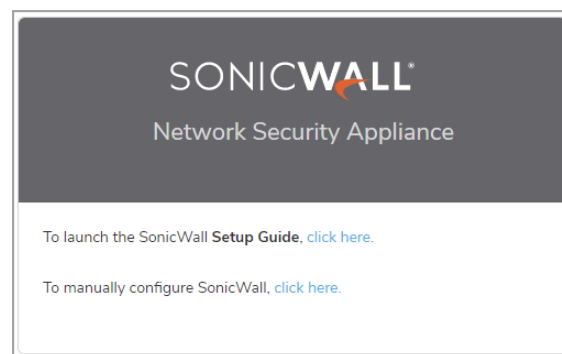 SONICWALL®
Network Security Appliance
To launch the SonicWall Setup Guide, click here.
To manually configure SonicWall, click here.